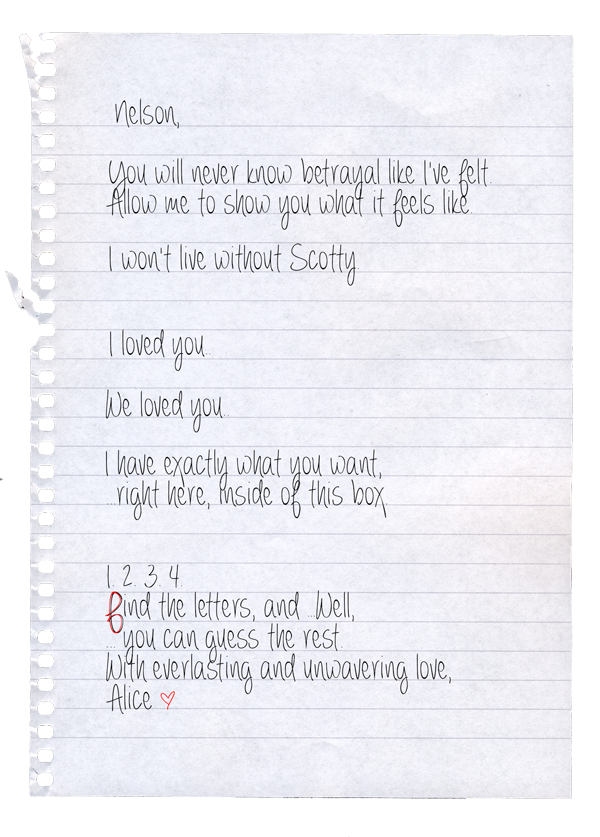 Nelson,
You will never know betrayal like I've felt.
Allow me to show you what it feels like.
I won't live without Scotty.
I loved you..
We loved you..
I have exactly what you want,
...right here, inside of this box
1. 2. 3. 4.
find the letters, and ...Well,
... you can guess the rest.
With everlasting and unwavering love,
Alice ♡